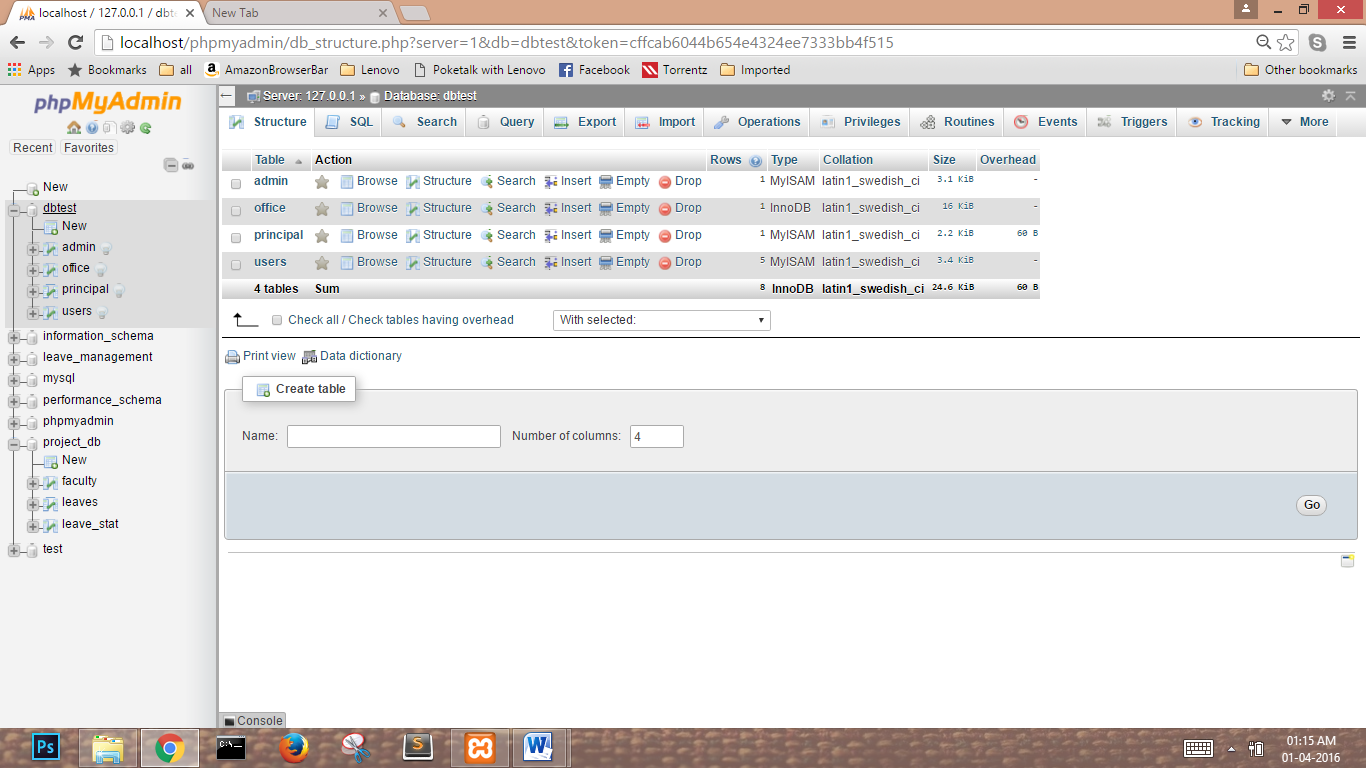 localhost / 127.0.0.1 / dbte
New Tab
localhost/phpmyadmin/db_structure.php?server=1&db=dbtest&token=cffcab6044b654e4324ee7333bb4f515
Apps Bookmarks all AmazonBrowserBar Lenovo Poketalk with Lenovo Facebook Torrentz Imported Other bookmarks
phpMyAdmin
Recent Favorites
New
dbtest
New
admin
office
principal
users
information_schema
leave_management
mysql
performance_schema
phpmyadmin
project_db
New
faculty
leaves
leave_stat
test
Server: 127.0.0.1 » Database: dbtest
Structure SQL Search Query Export Import Operations Privileges Routines Events Triggers Tracking More
Table Action Rows Type Collation Size Overhead
admin Browse Structure Search Insert Empty Drop 1 MyISAM latin1_swedish_ci 3.1 KiB -
office Browse Structure Search Insert Empty Drop 1 InnoDB latin1_swedish_ci 16 KiB -
principal Browse Structure Search Insert Empty Drop 1 MyISAM latin1_swedish_ci 2.2 KiB 60 B
users Browse Structure Search Insert Empty Drop 5 MyISAM latin1_swedish_ci 3.4 KiB -
4 tables Sum 8 InnoDB latin1_swedish_ci 24.6 KiB 60 B
Check all / Check tables having overhead With selected:
Print view Data dictionary
Create table
Name: Number of columns: 4
Go
Console
Ps
C:\
S
W
01:15 AM
01-04-2016